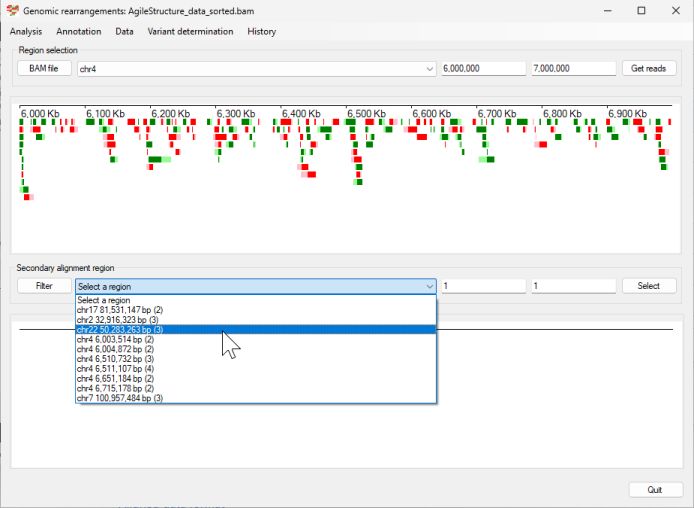 Genomic rearrangements: AgileStructure_data_sorted.bam
Analysis Annotation Data Variant determination History
Region selection
BAM file chr4 6,000,000 7,000,000 Get reads
6,000 Kb 6,100 Kb 6,200 Kb 6,300 Kb 6,400 Kb 6,500 Kb 6,600 Kb 6,700 Kb 6,800 Kb 6,900 Kb
Secondary alignment region
Filter Select a region 1 1 Select
Select a region
chr17 81,531,147 bp (2)
chr2 32,916,323 bp (3)
chr22 50,283,263 bp (3)
chr4 6,003,514 bp (2)
chr4 6,004,872 bp (2)
chr4 6,510,732 bp (3)
chr4 6,511,107 bp (4)
chr4 6,651,184 bp (2)
chr4 6,715,178 bp (2)
chr7 100,957,484 bp (3)
Quit